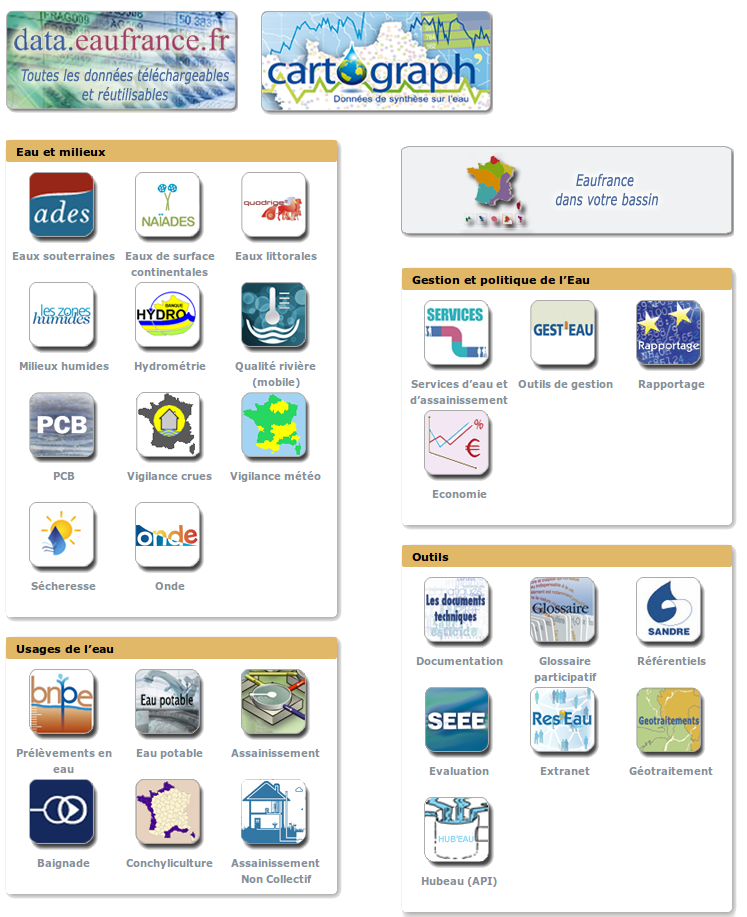 data.eaufrance.fr
Toutes les données téléchargeables
et réutilisables
cartograph'
Données de synthèse sur l'eau
Eau et milieux
ades
Eaux souterraines
NAÏADES
Eaux de surface
continentales
quadrige
Eaux littorales
les zones
humides
Milieux humides
BANQUE
HYDRO
Hydrométrie
Qualité rivière
(mobile)
PCB
PCB
Vigilance crues
Vigilance météo
Sécheresse
onde
Onde
Usages de l'eau
bnpe
Prélèvements en
eau
Eau potable
Eau potable
Assainissement
Baignade
Conchyliculture
Assainissement
Non Collectif
Eaufrance
dans votre bassin
Gestion et politique de l'Eau
SERVICES
Services d'eau et
d'assainissement
GEST'EAU
Outils de gestion
Rapportage
Rapportage
%
€
Economie
Outils
Les documents
techniques
Documentation
Glossaire
Glossaire
participatif
SANDRE
Référentiels
SEEE
Evaluation
Res'Eau
Extranet
Géotraitements
Géotraitement
HUB'EAU
Hubeau (API)